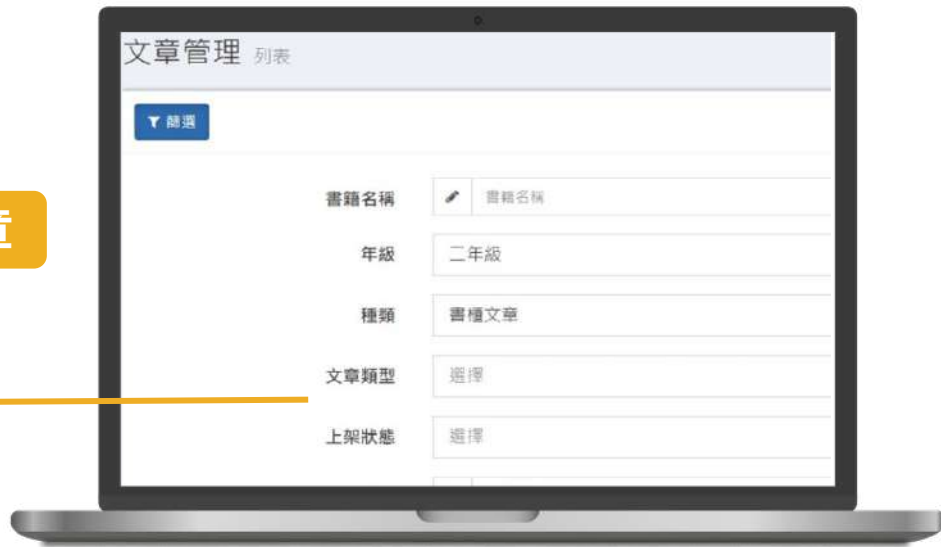 文章管理 列表
篩選
書籍名稱 書籍名稱
章
年級 二年級
種類 書櫃文章
文章類型 選擇
上架狀態 選擇